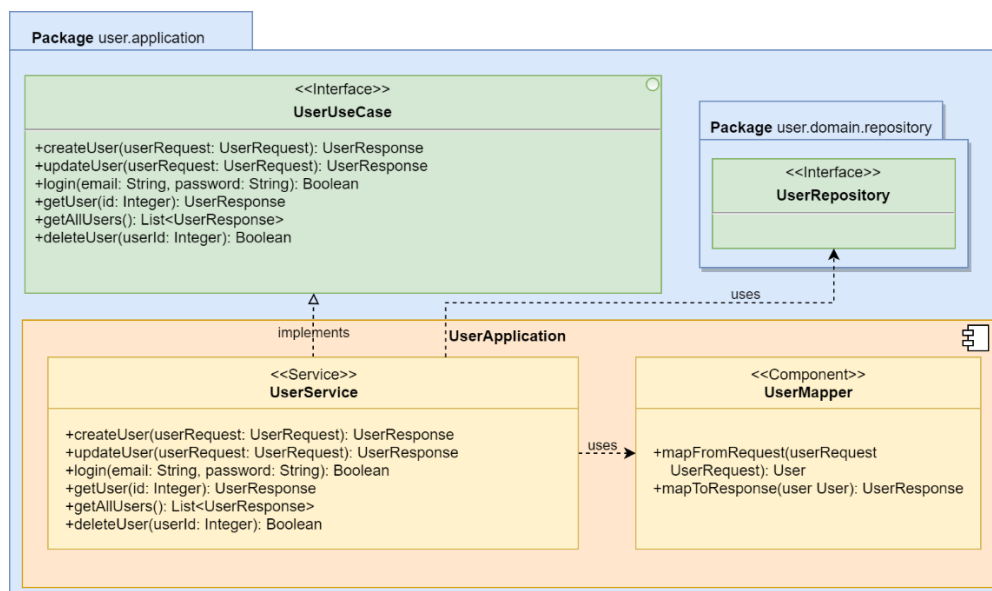 Package user.application
<<Interface>>
UserUseCase
+createUser(userRequest: UserRequest): UserResponse
+updateUser(userRequest: UserRequest): UserResponse
+login(email: String, password: String): Boolean
+getUser(id: Integer): UserResponse
+getAllUsers(): List<UserResponse>
+deleteUser(userId: Integer): Boolean
Package user.domain.repository
<<Interface>>
UserRepository
uses
implements
UserApplication
<<Service>>
UserService
+createUser(userRequest: UserRequest): UserResponse
+updateUser(userRequest: UserRequest): UserResponse
+login(email: String, password: String): Boolean
+getUser(id: Integer): UserResponse
+getAllUsers(): List<UserResponse>
+deleteUser(userId: Integer): Boolean
uses
<<Component>>
UserMapper
+mapFromRequest(userRequest
UserRequest): User
+mapToResponse(user User): UserResponse